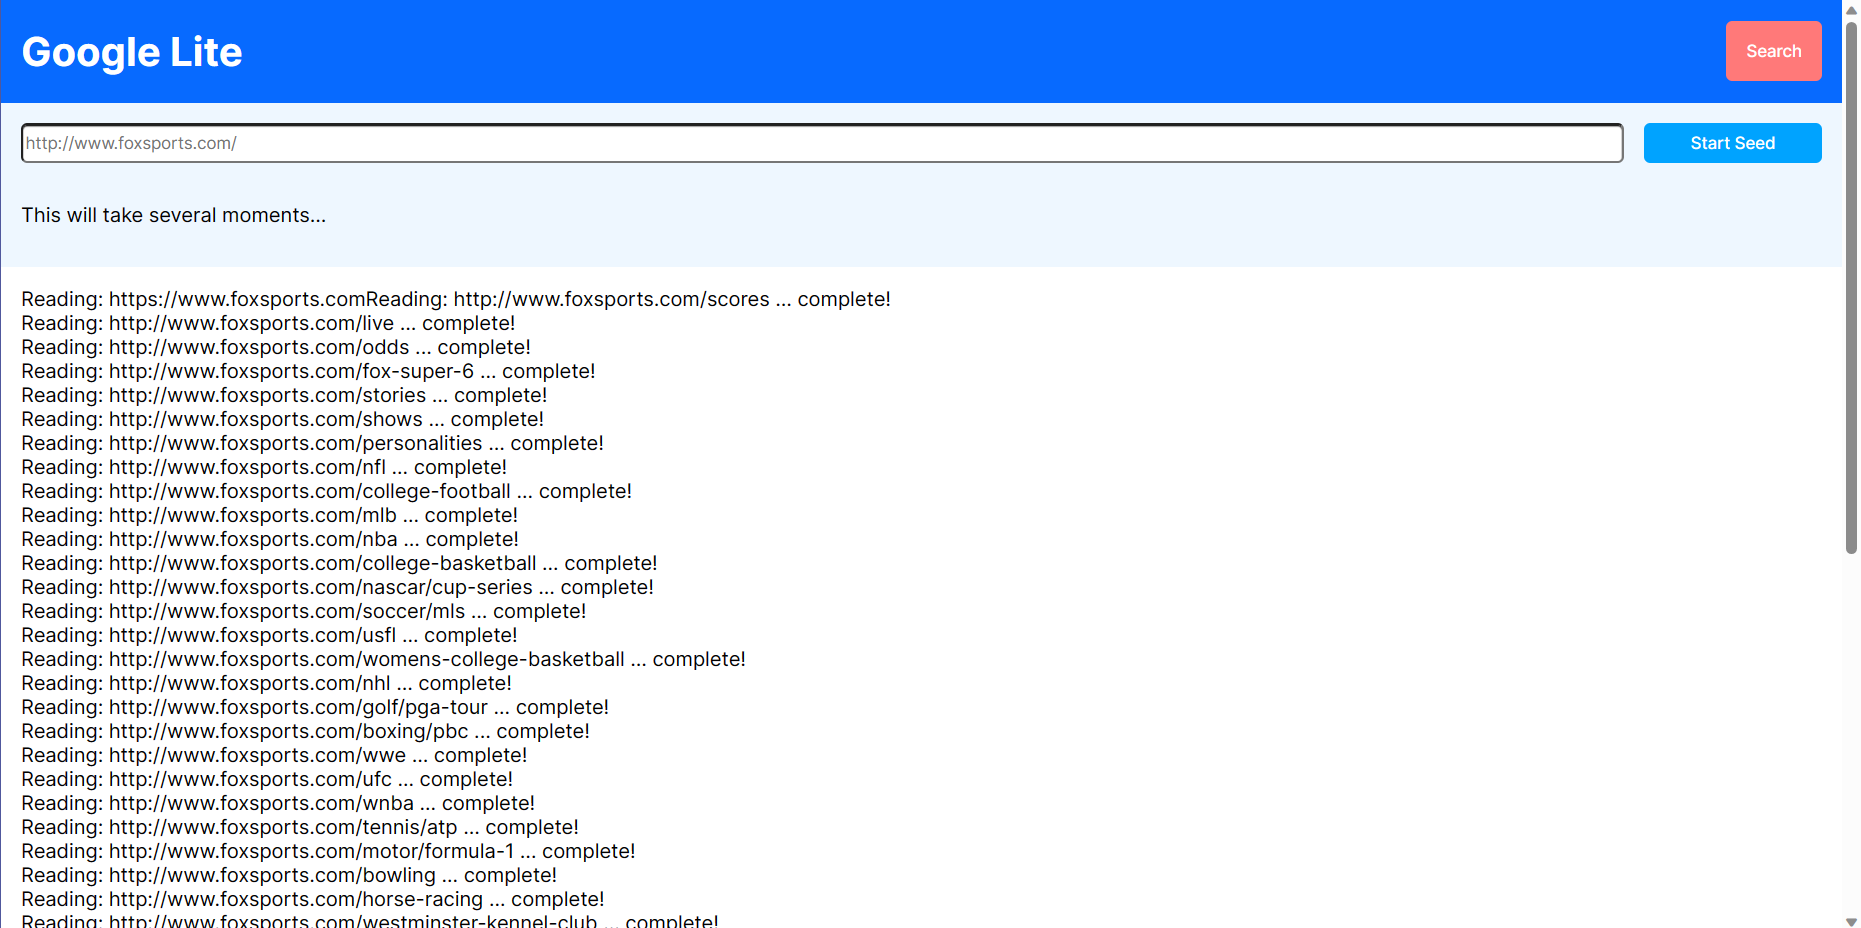 Google Lite
Search
http://www.foxsports.com/
Start Seed
This will take several moments...
Reading: https://www.foxsports.comReading: http://www.foxsports.com/scores ... complete!
Reading: http://www.foxsports.com/live ... complete!
Reading: http://www.foxsports.com/odds ... complete!
Reading: http://www.foxsports.com/fox-super-6 ... complete!
Reading: http://www.foxsports.com/stories ... complete!
Reading: http://www.foxsports.com/shows ... complete!
Reading: http://www.foxsports.com/personalities ... complete!
Reading: http://www.foxsports.com/nfl ... complete!
Reading: http://www.foxsports.com/college-football ... complete!
Reading: http://www.foxsports.com/mlb ... complete!
Reading: http://www.foxsports.com/nba ... complete!
Reading: http://www.foxsports.com/college-basketball ... complete!
Reading: http://www.foxsports.com/nascar/cup-series ... complete!
Reading: http://www.foxsports.com/soccer/mls ... complete!
Reading: http://www.foxsports.com/usfl ... complete!
Reading: http://www.foxsports.com/womens-college-basketball ... complete!
Reading: http://www.foxsports.com/nhl ... complete!
Reading: http://www.foxsports.com/golf/pga-tour ... complete!
Reading: http://www.foxsports.com/boxing/pbc ... complete!
Reading: http://www.foxsports.com/wwe ... complete!
Reading: http://www.foxsports.com/ufc ... complete!
Reading: http://www.foxsports.com/wnba ... complete!
Reading: http://www.foxsports.com/tennis/atp ... complete!
Reading: http://www.foxsports.com/motor/formula-1 ... complete!
Reading: http://www.foxsports.com/bowling ... complete!
Reading: http://www.foxsports.com/horse-racing ... complete!
Reading: http://www.foxsports.com/westminster-kennel-club ... complete!